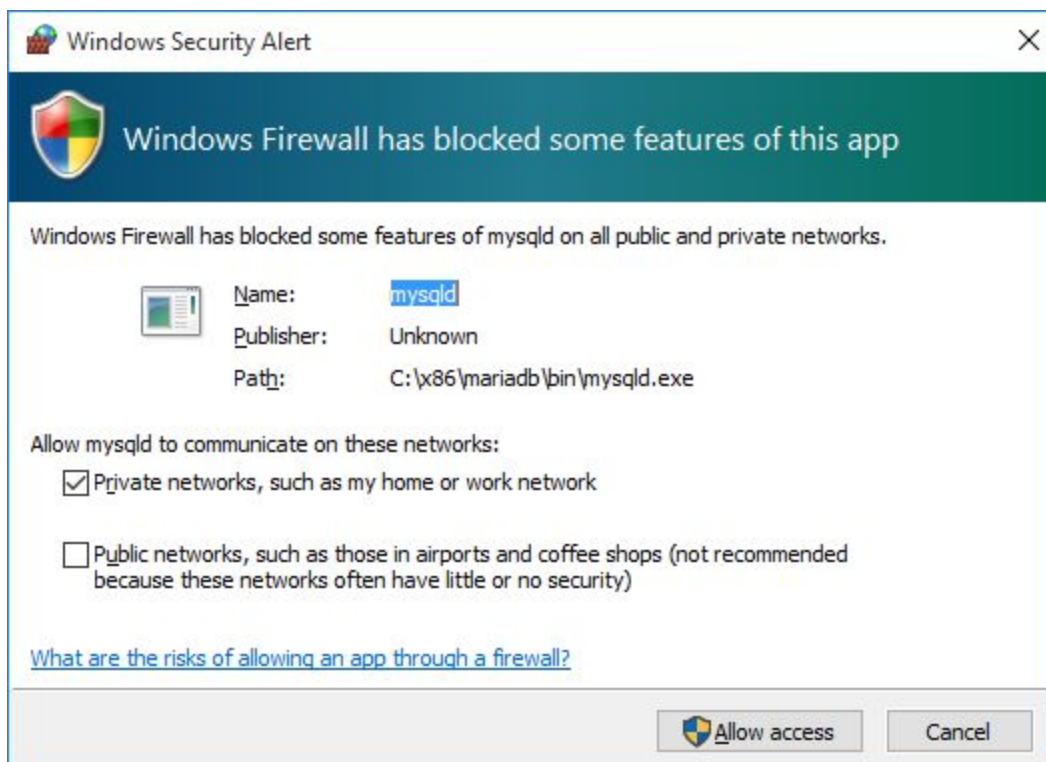 Windows Security Alert
Windows Firewall has blocked some features of this app
Windows Firewall has blocked some features of mysqld on all public and private networks.
Name: mysqld
Publisher: Unknown
Path: C:\x86\mariadb\bin\mysqld.exe
Allow mysqld to communicate on these networks:
Private networks, such as my home or work network
Public networks, such as those in airports and coffee shops (not recommended
because these networks often have little or no security)
What are the risks of allowing an app through a firewall?
Allow access Cancel